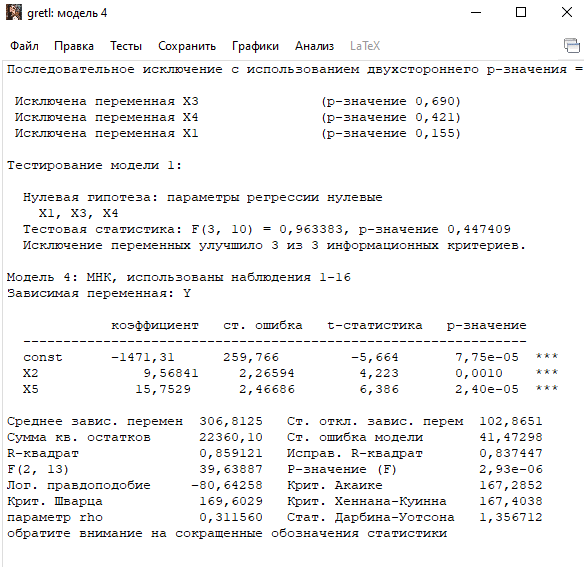 gretl: модель 4
Файл Правка Тесты Сохранить Графики Анализ LaTeX
Последовательное исключение с использованием двухстороннего p-значения =
Исключена переменная X3 (p-значение 0,690)
Исключена переменная X4 (p-значение 0,421)
Исключена переменная X1 (p-значение 0,155)
Тестирование модели 1:
Нулевая гипотеза: параметры регрессии нулевые
X1, X3, X4
Тестовая статистика: F(3, 10) = 0,963383, p-значение 0,447409
Исключение переменных улучшило 3 из 3 информационных критериев.
Модель 4: МНК, использованы наблюдения 1-16
Зависимая переменная: Y
коэффициент ст. ошибка t-статистика p-значение
---------------------------------------------------------------
const -1471,31 259,766 -5,664 7,75e-05 ***
X2 9,56841 2,26594 4,223 0,0010 ***
X5 15,7529 2,46686 6,386 2,40e-05 ***
Среднее завис. перемен 306,8125 Ст. откл. завис. перем 102,8651
Сумма кв. остатков 22360,10 Ст. ошибка модели 41,47298
R-квадрат 0,859121 Исправ. R-квадрат 0,837447
F(2, 13) 39,63887 P-значение (F) 2,93e-06
Лог. правдоподобие -80,64258 Крит. Акаике 167,2852
Крит. Шварца 169,6029 Крит. Хеннана-Куинна 167,4038
параметр rho 0,311560 Стат. Дарбина-Уотсона 1,356712
обратите внимание на сокращенные обозначения статистики